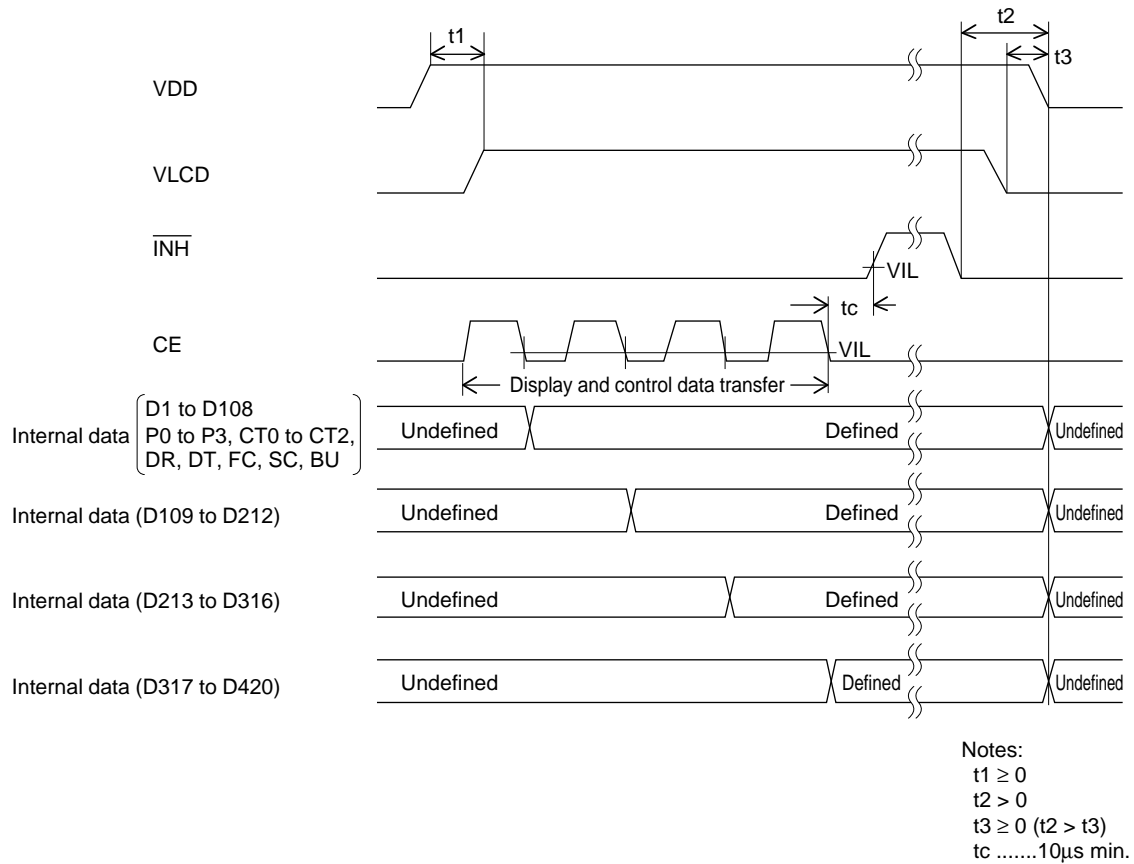 t1
t2
t3
VDD
VLCD
INH
VIL
tc
CE
VIL
Display and control data transfer
Internal data
D1 to D108
P0 to P3, CT0 to CT2,
DR, DT, FC, SC, BU
Undefined
Defined
Undefined
Internal data (D109 to D212)
Undefined
Defined
Undefined
Internal data (D213 to D316)
Undefined
Defined
Undefined
Internal data (D317 to D420)
Undefined
Defined
Undefined
Notes:
t1 ≥ 0
t2 > 0
t3 ≥ 0 (t2 > t3)
tc .......10μs min.